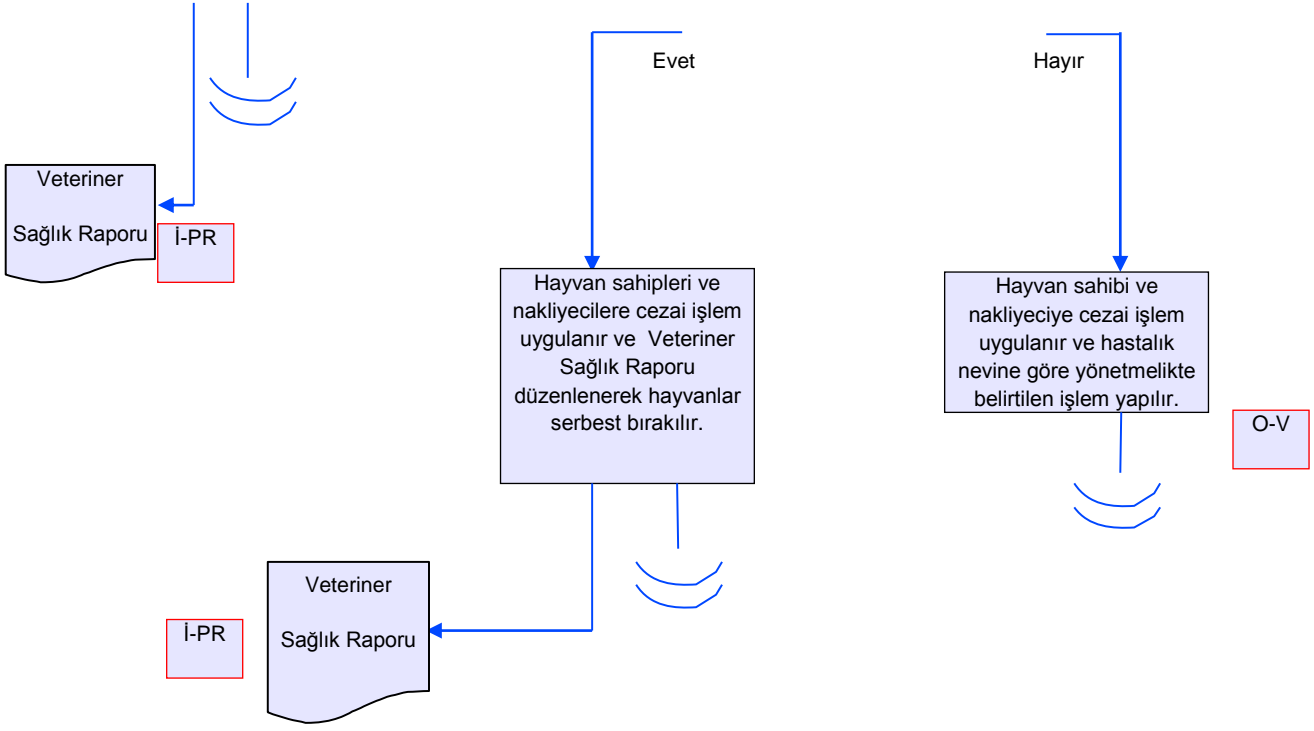 Evet
Hayır
Veteriner
Sağlık Raporu
İ-PR
Hayvan sahipleri ve
nakliyecilere cezai işlem
uygulanır ve  Veteriner
Sağlık Raporu
düzenlenerek hayvanlar
serbest bırakılır.
Hayvan sahibi ve
nakliyeciye cezai işlem
uygulanır ve hastalık
nevine göre yönetmelikte
belirtilen işlem yapılır.
O-V
Veteriner
Sağlık Raporu
İ-PR